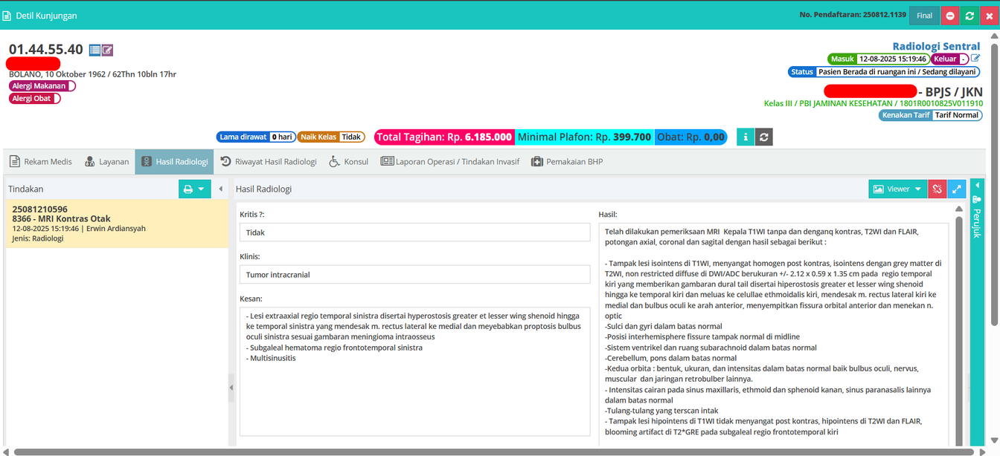 Detil Kunjungan
No. Pendaftaran: 250812.1139
Final
01.44.55.40
BOLANO, 10 Oktober 1962 / 62Thn 10bln 17hr
Alergi Makanan
Alergi Obat
Radiologi Sentral
Masuk 12-08-2025 15:19:46 Keluar -
Status Pasien Berada di ruangan ini / Sedang dilayani
- BPJS / JKN
Kelas III / PBI JAMINAN KESEHATAN / 1801R0010825V011910
Kenakan Tarif Tarif Normal
Lama dirawat 0 hari Naik Kelas Tidak Total Tagihan: Rp. 6.185.000 Minimal Plafon: Rp. 399.700 Obat: Rp. 0,00
Rekam Medis Layanan Hasil Radiologi Riwayat Hasil Radiologi Konsul Laporan Operasi / Tindakan Invasif Pemakaian BHP
Tindakan
25081210596
8366 - MRI Kontras Otak
12-08-2025 15:19:46 | Erwin Ardiansyah
Jenis: Radiologi
Hasil Radiologi
Viewer
Kritis ?:
Tidak
Klinis:
Tumor intracranial
Kesan:
- Lesi extraaxial regio temporal sinistra disertai hyperostosis greater et lesser wing shenoid hingga
ke temporal sinistra yang mendesak m. rectus lateral ke medial dan meyebabkan proptosis bulbus
oculi sinistra sesuai gambaran meningioma intraosseus
- Subgaleal hematoma regio frontotemporal sinistra
- Multisinusitis
Hasil:
Telah dilakukan pemeriksaan MRI Kepala T1WI tanpa dan denganq kontras, T2WI dan FLAIR,
potongan axial, coronal dan sagital dengan hasil sebagai berikut :
- Tampak lesi isointens di T1WI, menyangat homogen post kontras, isointens dengan grey matter di
T2WI, non restricted diffuse di DWI/ADC berukuran +/- 2.12 x 0.59 x 1.35 cm pada regio temporal
kiri yang memberikan gambaran dural tail disertai hiperostosis greater et lesser wing shenoid
hingga ke temporal kiri dan meluas ke celullae ethmoidalis kiri, mendesak m. rectus lateral kiri ke
medial dan bulbus oculi ke arah anterior, menyempitkan fissura orbital anterior dan menekan n.
optic
-Sulci dan gyri dalam batas normal
-Posisi interhemisphere fissure tampak normal di midline
-Sistem ventrikel dan ruang subarachnoid dalam batas normal
-Cerebellum, pons dalam batas normal
-Kedua orbita : bentuk, ukuran, dan intensitas dalam batas normal baik bulbus oculi, nervus,
muscular dan jaringan retrobulber lainnya.
- Intensitas cairan pada sinus maxillaris, ethmoid dan sphenoid kanan, sinus paranasalis lainnya
dalam batas normal
-Tulang-tulang yang terscan intak
- Tampak lesi hipointens di T1WI tidak menyangat post kontras, hipointens di T2WI dan FLAIR,
blooming artifact di T2*GRE pada subgaleal regio frontotemporal kiri
Perujuk